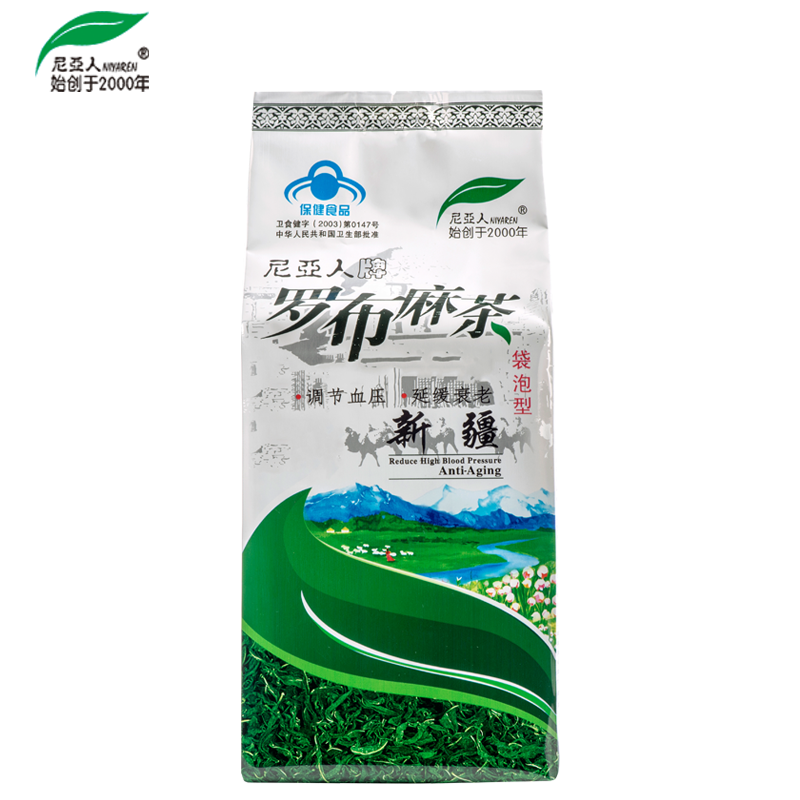 尼亞人NIYAREN®
始创于2000年
保健食品
卫食健字（2003)第0147号
中华人民共和国卫生部批准
尼亞人NIYAREN®
始创于2000年
尼亞人牌
罗布麻茶
袋泡型
•调节血压 •延缓衰老
新疆
Reduce High Blood Pressure
Anti-Aging